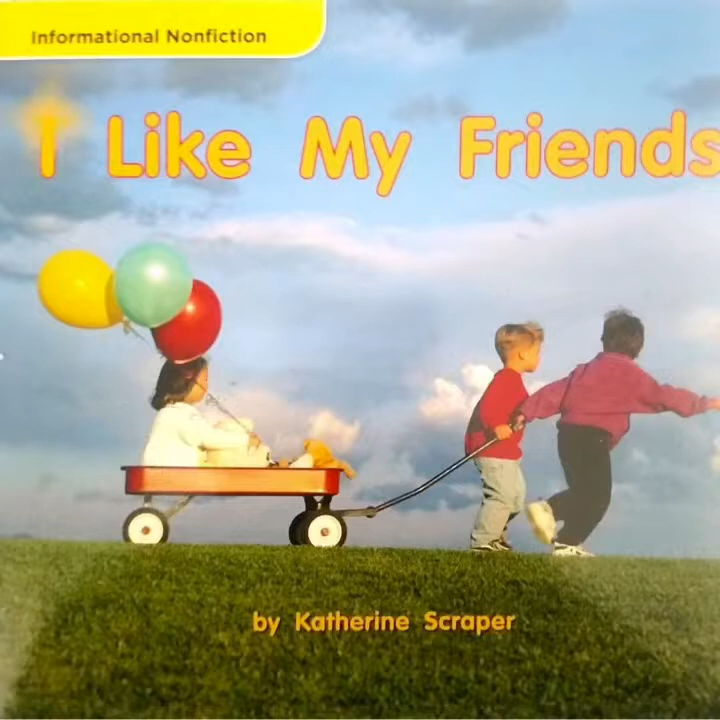 Informational Nonfiction
I Like My Friends
by Katherine Scraper